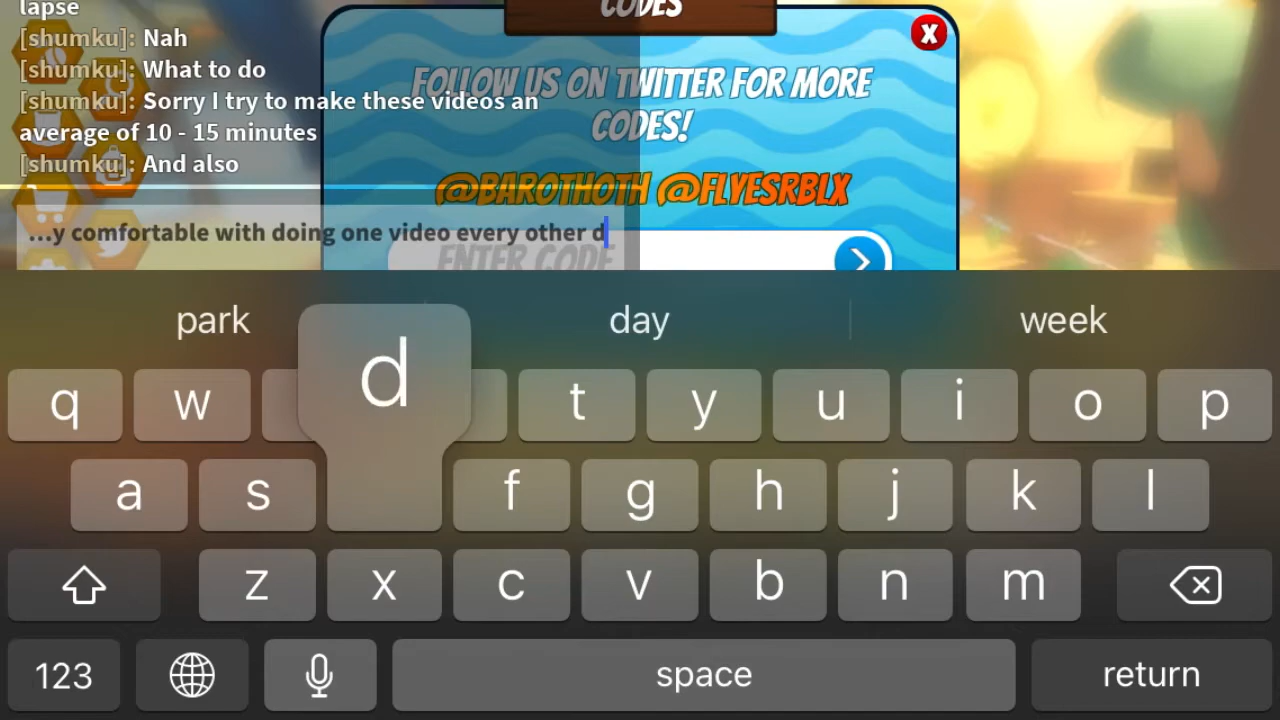 lapse
[shumku]: Nah
[shumku]: What to do
[shumku]: Sorry I try to make these videos an
average of 10 - 15 minutes
[shumku]: And also
...y comfortable with doing one video every other d
CODES
X
FOLLOW US ON TWITTER FOR MORE
CODES!
@BAROTHOTH @FLYESRBLX
ENTER CODE
park day week
d
q w t y u i o p
a s f g h j k l
z x c v b n m
123 space return